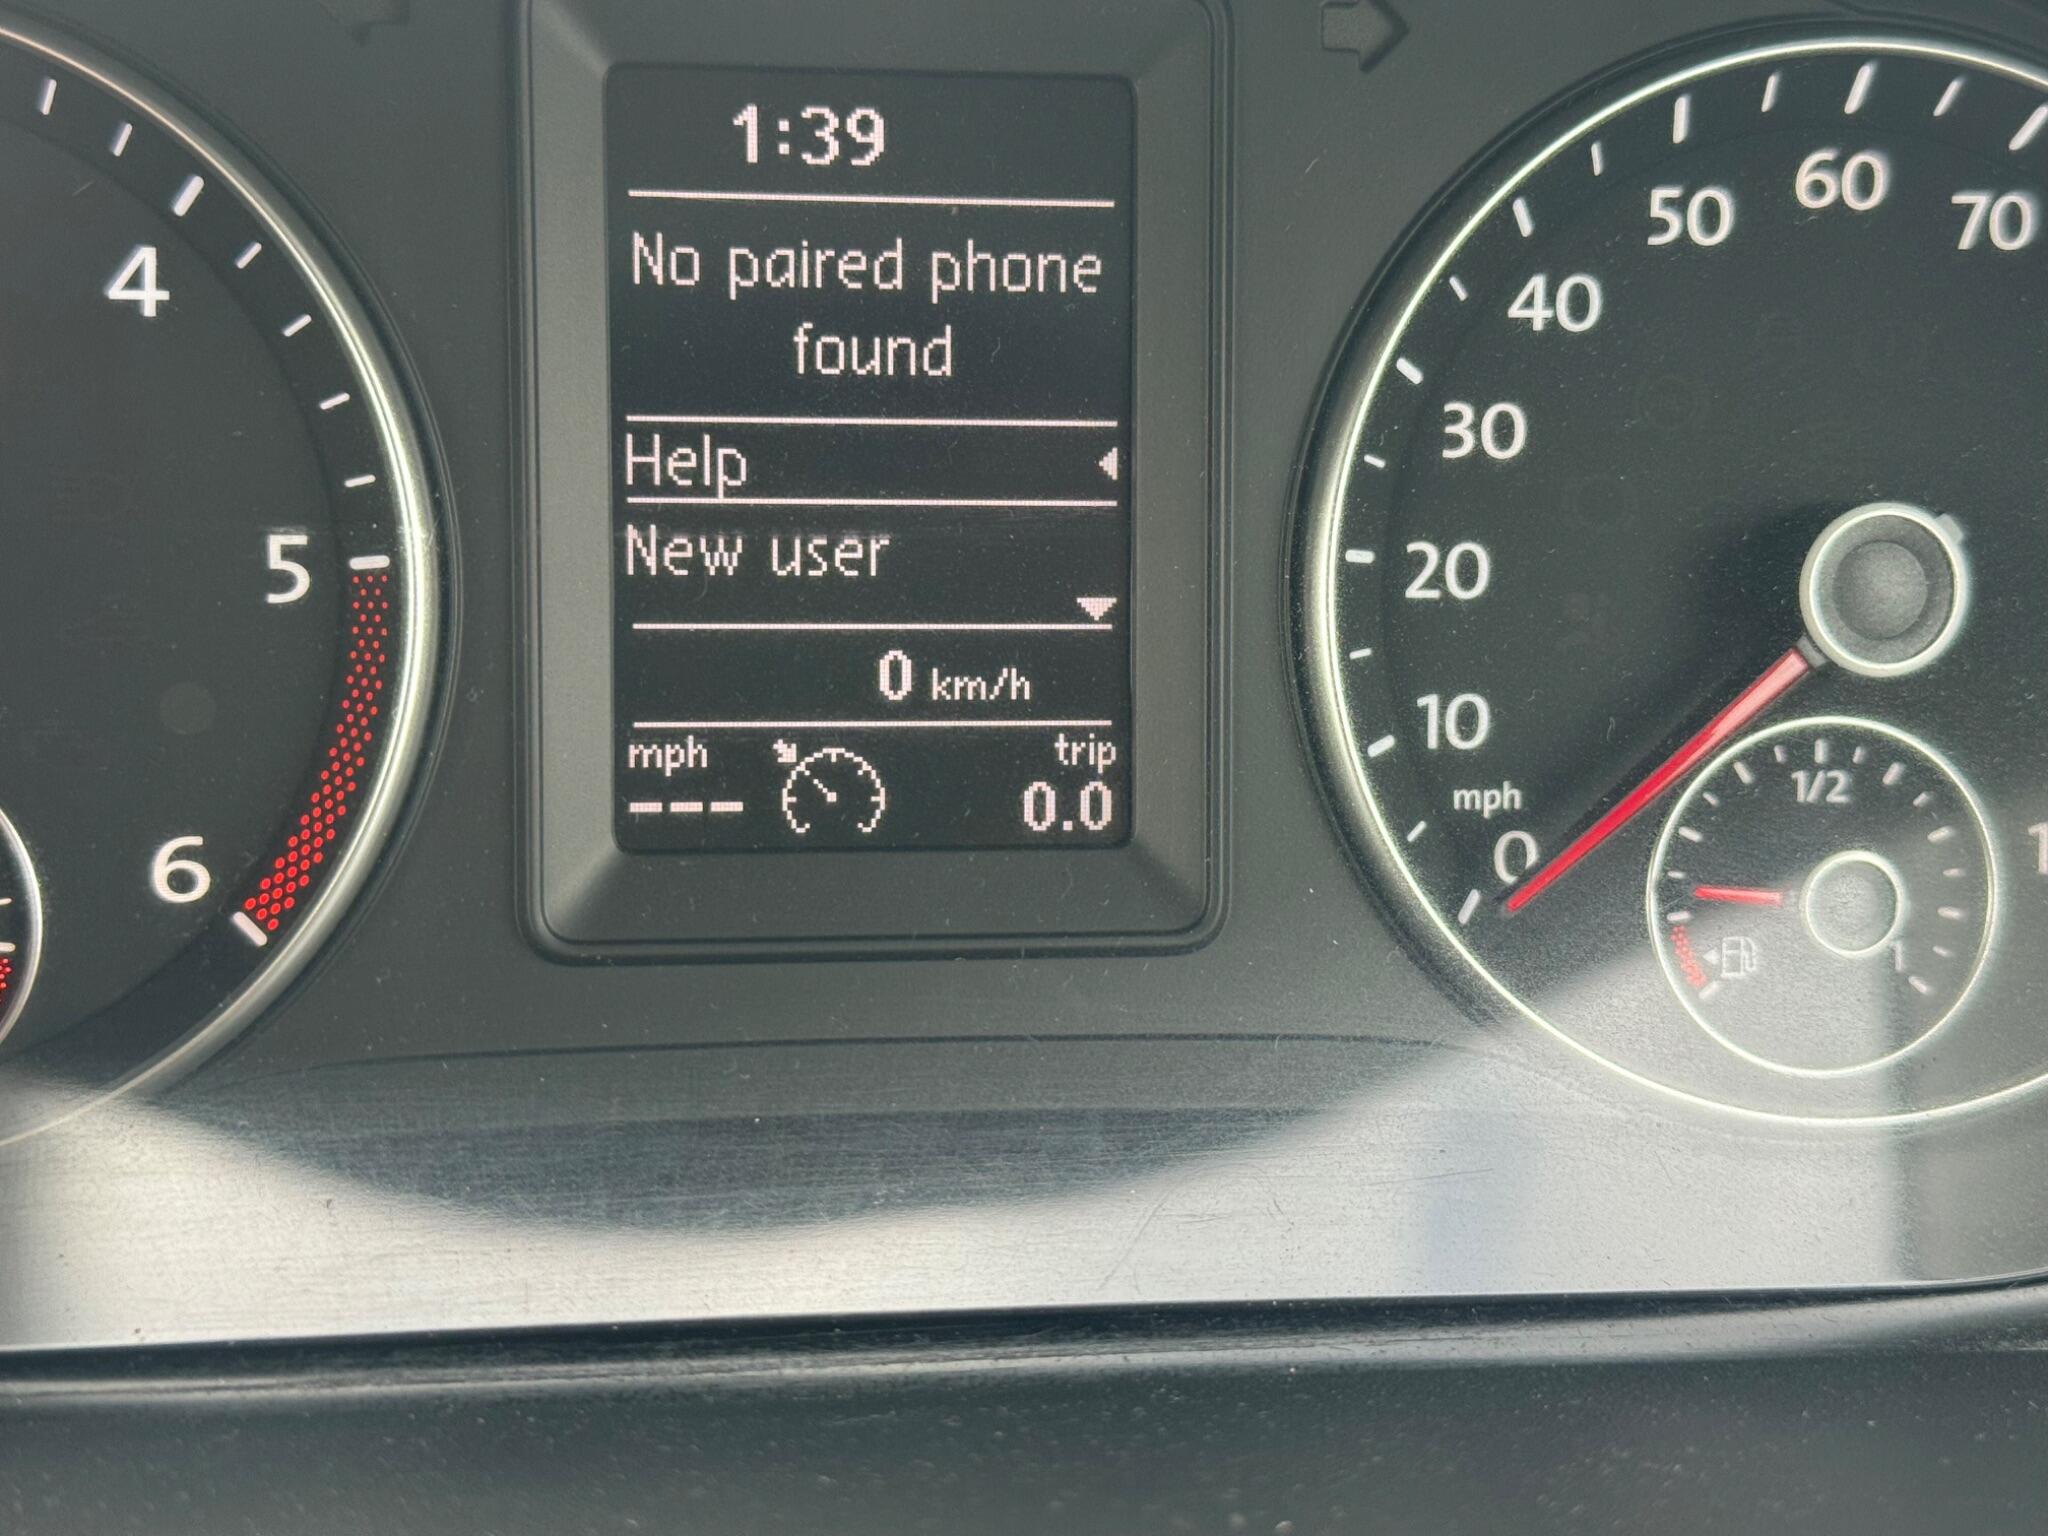 1:39
No paired phone
found
Help
New user
0 km/h
mph trip
--- 0.0
4
5
6
70
60
50
40
30
20
10
mph
0
1/2
1